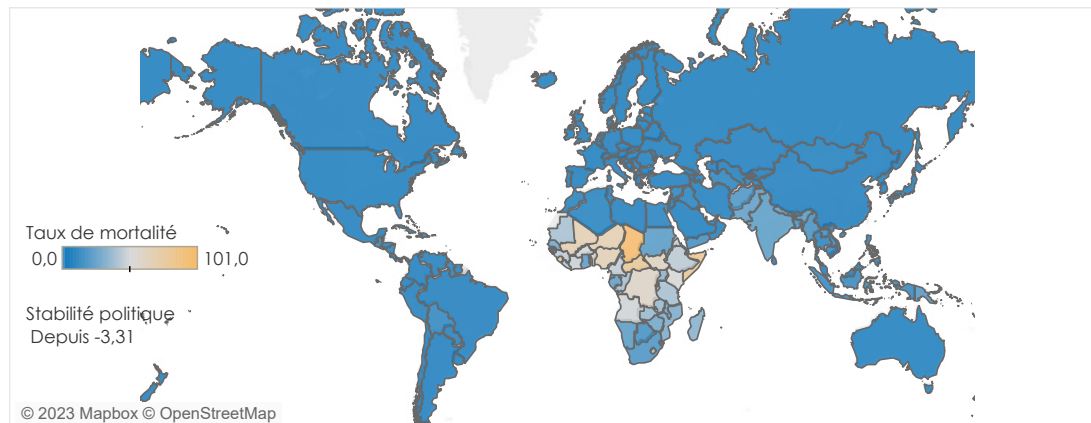 Taux de mortalité
0,0 101,0
Stabilité politique
Depuis -3,31
© 2023 Mapbox © OpenStreetMap